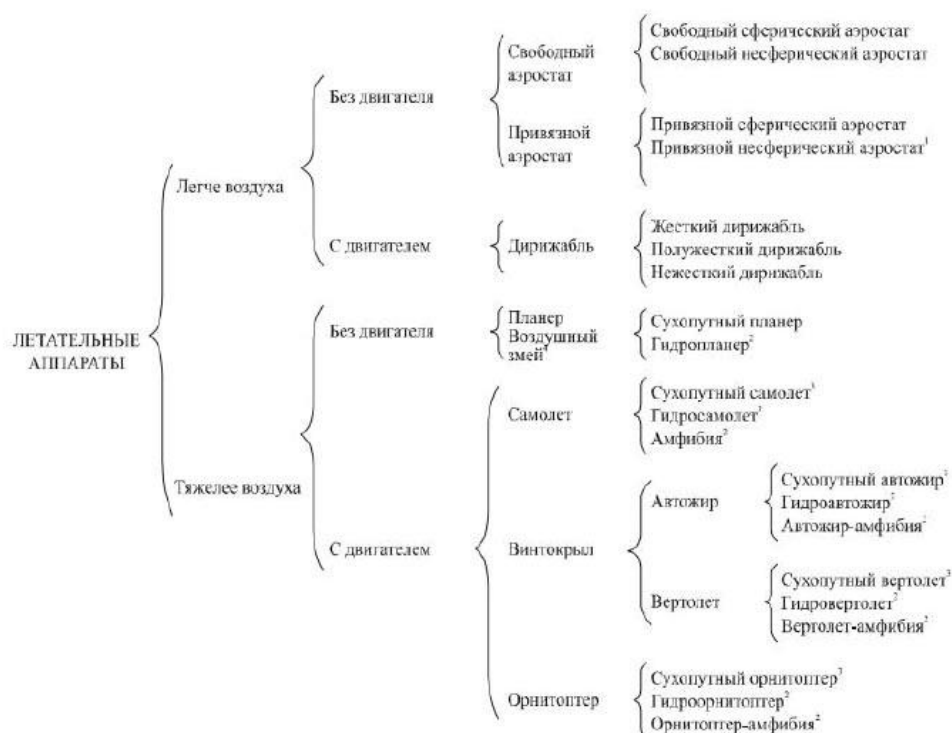 ЛЕТАТЕЛЬНЫЕ
АППАРАТЫ
Легче воздуха
Без двигателя
Свободный
аэростат
Свободный сферический аэростат
Свободный несферический аэростат
Привязной
аэростат
Привязной сферический аэростат
Привязной несферический аэростат¹
С двигателем
Дирижабль
Жесткий дирижабль
Полужесткий дирижабль
Нежесткий дирижабль
Тяжелее воздуха
Без двигателя
Планер
Воздушный
змей⁴
Сухопутный планер
Гидропланер²
С двигателем
Самолет
Сухопутный самолет³
Гидросамолет²
Амфибия²
Винтокрыл
Автожир
Сухопутный автожир³
Гидроавтожир²
Автожир-амфибия²
Вертолет
Сухопутный вертолет³
Гидровертолет²
Вертолет-амфибия²
Орнитоптер
Сухопутный орнитоптер³
Гидроорнитоптер²
Орнитоптер-амфибия²